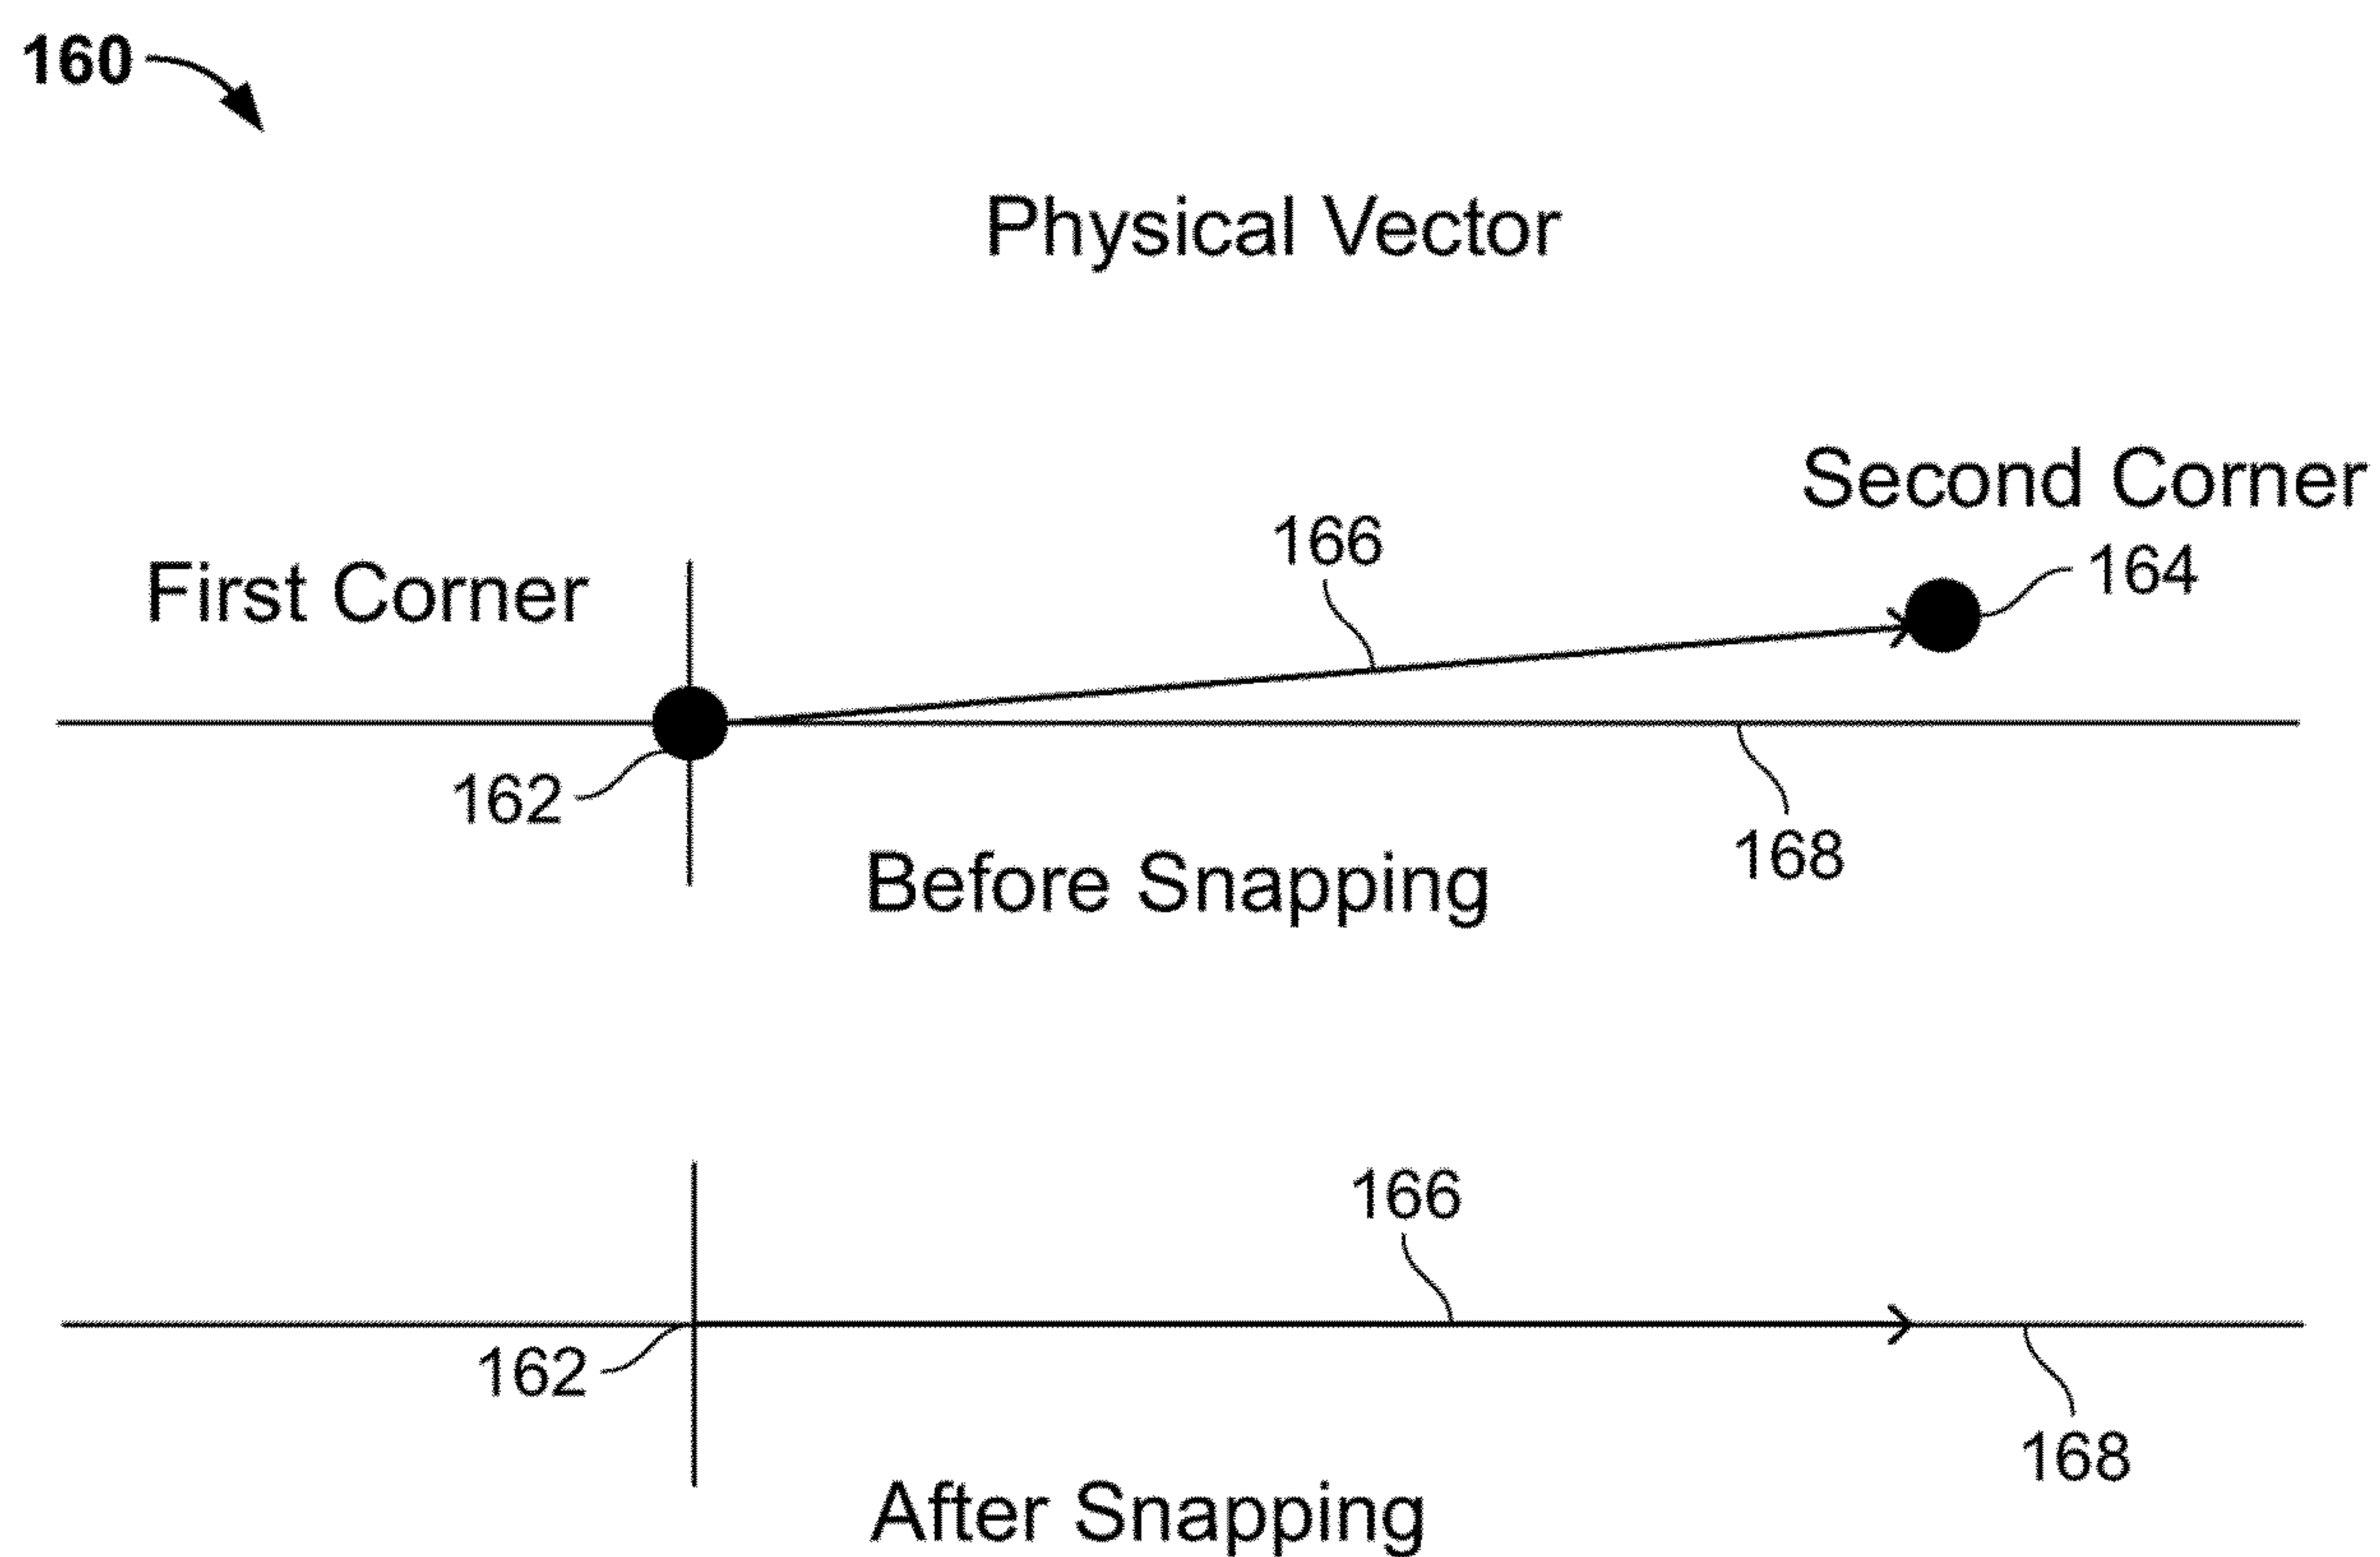 160
Physical Vector
Second Corner
166
164
First Corner
162
168
Before Snapping
166
162
168
After Snapping